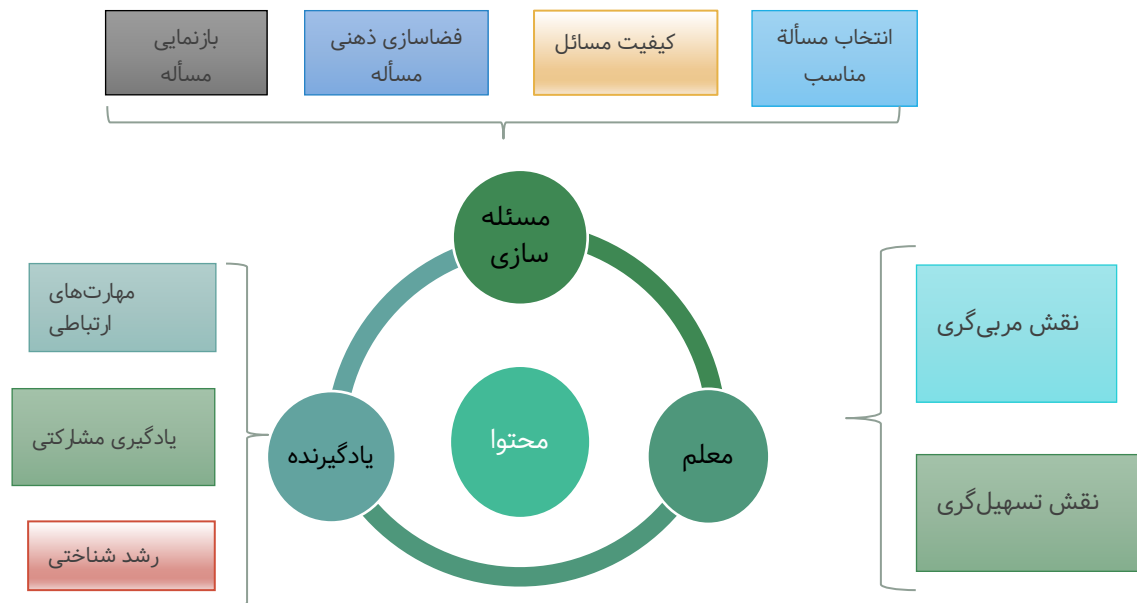 انتخاب مسألة
مناسب
کیفیت مسائل
فضاسازی ذهنی
مسأله
بازنمایی
مسأله
مسئله
سازی
نقش مربی‌گری
نقش تسهیل‌گری
معلم
محتوا
یادگیرنده
مهارت‌های
ارتباطی
یادگیری مشارکتی
رشد شناختی